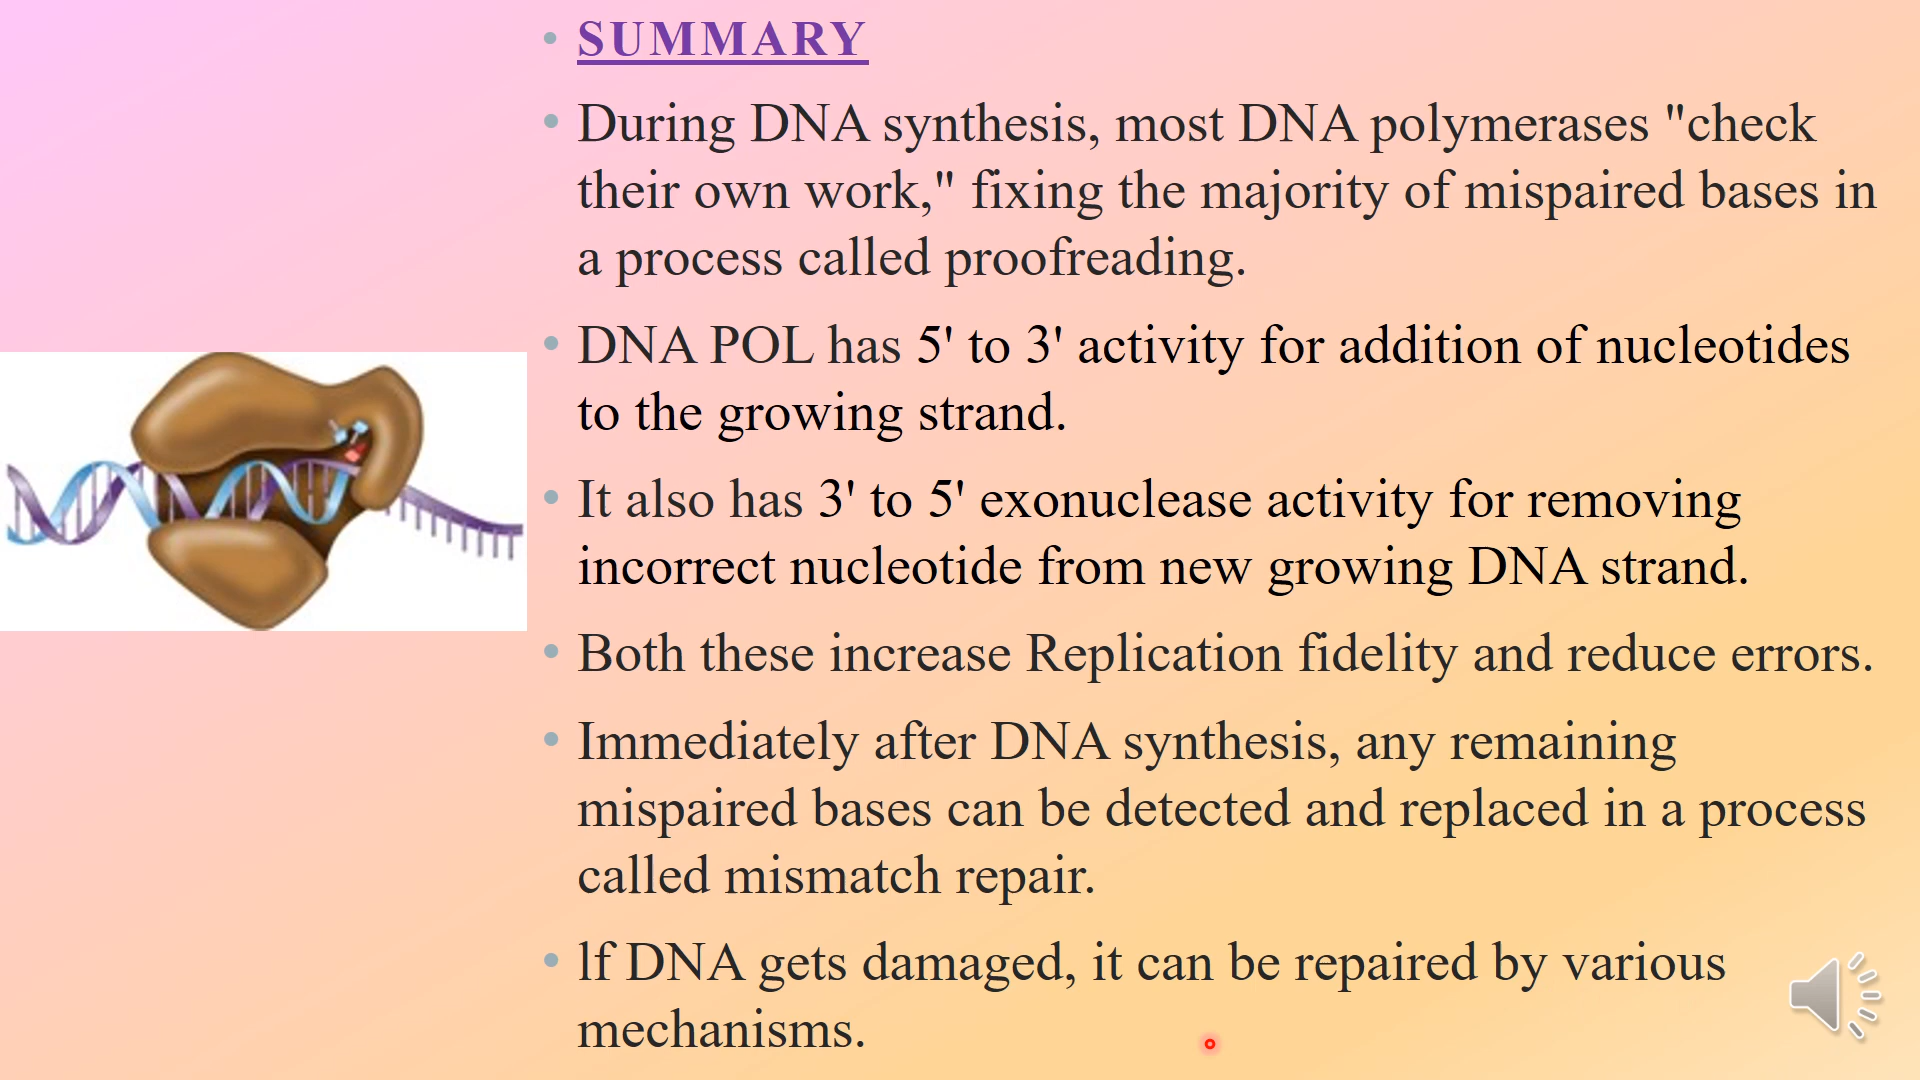 • SUMMARY
• During DNA synthesis, most DNA polymerases "check
their own work," fixing the majority of mispaired bases in
a process called proofreading.
• DNA POL has 5' to 3' activity for addition of nucleotides
to the growing strand.
• It also has 3' to 5' exonuclease activity for removing
incorrect nucleotide from new growing DNA strand.
• Both these increase Replication fidelity and reduce errors.
• Immediately after DNA synthesis, any remaining
mispaired bases can be detected and replaced in a process
called mismatch repair.
• lf DNA gets damaged, it can be repaired by various
mechanisms.